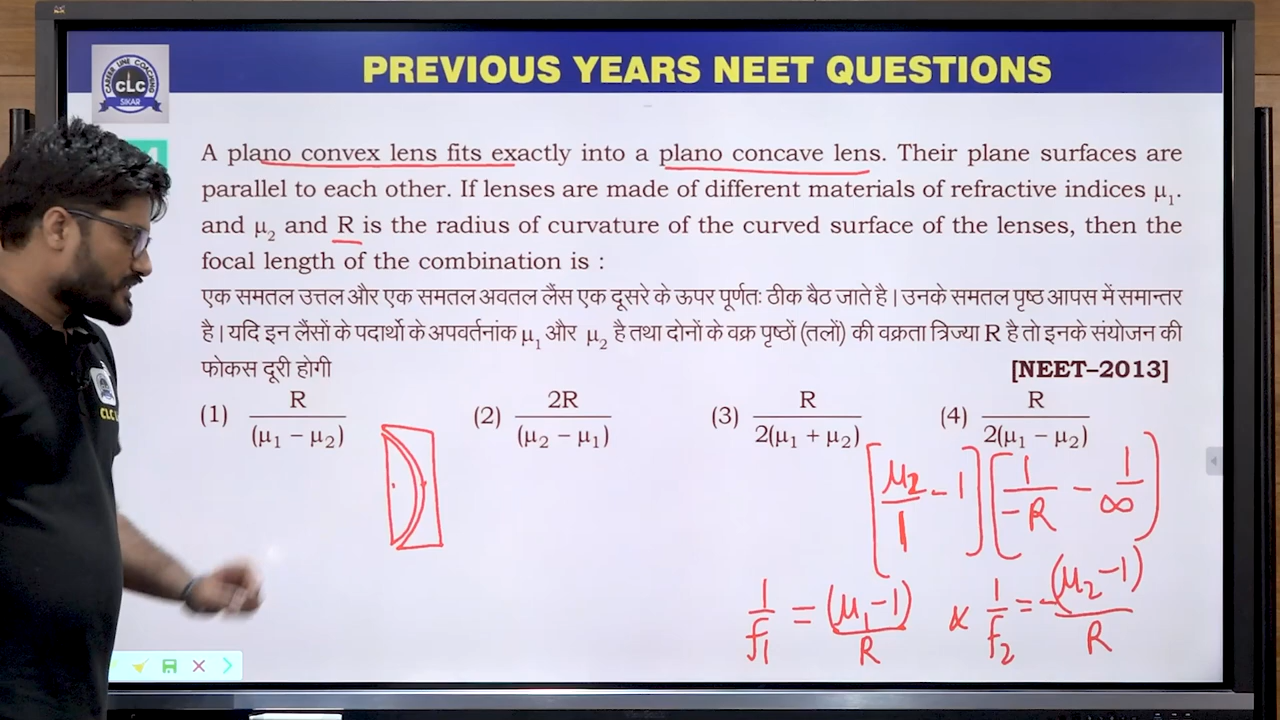 PREVIOUS YEARS NEET QUESTIONS
CAREER LINE COACHING
CLC
SIKAR
A plano convex lens fits exactly into a plano concave lens. Their plane surfaces are
parallel to each other. If lenses are made of different materials of refractive indices μ₁.
and μ₂ and R is the radius of curvature of the curved surface of the lenses, then the
focal length of the combination is :
एक समतल उत्तल और एक समतल अवतल लैंस एक दूसरे के ऊपर पूर्णतः ठीक बैठ जाते है। उनके समतल पृष्ठ आपस में समान्तर
है। यदि इन लैंसों के पदार्थो के अपवर्तनांक μ₁ और μ₂ है तथा दोनों के वक्र पृष्ठों (तलों) की वक्रता त्रिज्या R है तो इनके संयोजन की
फोकस दूरी होगी
[NEET–2013]
(1) R/(μ₁ − μ₂) (2) 2R/(μ₂ − μ₁) (3) R/2(μ₁ + μ₂) (4) R/2(μ₁ − μ₂)
[μ₂/1 − 1] [1/−R − 1/∞]
1/f₁ = (μ₁−1)/R & 1/f₂ = −(μ₂−1)/R
CLC